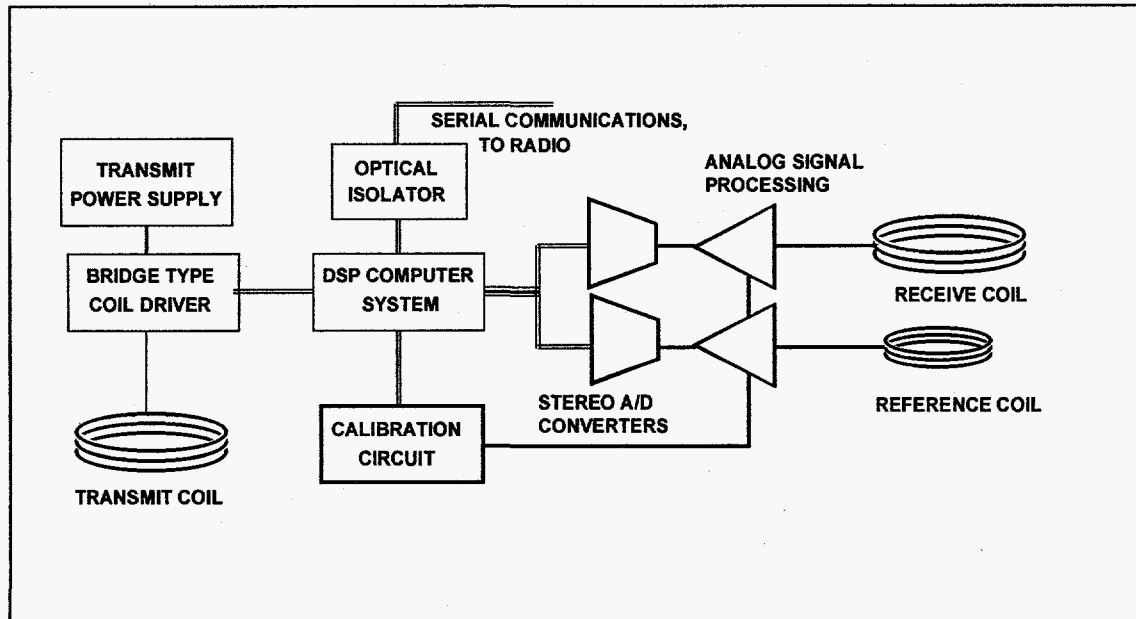 SERIAL COMMUNICATIONS,
TO RADIO
TRANSMIT
POWER SUPPLY
OPTICAL
ISOLATOR
ANALOG SIGNAL
PROCESSING
BRIDGE TYPE
COIL DRIVER
DSP COMPUTER
SYSTEM
RECEIVE COIL
STEREO A/D
CONVERTERS
REFERENCE COIL
CALIBRATION
CIRCUIT
TRANSMIT COIL